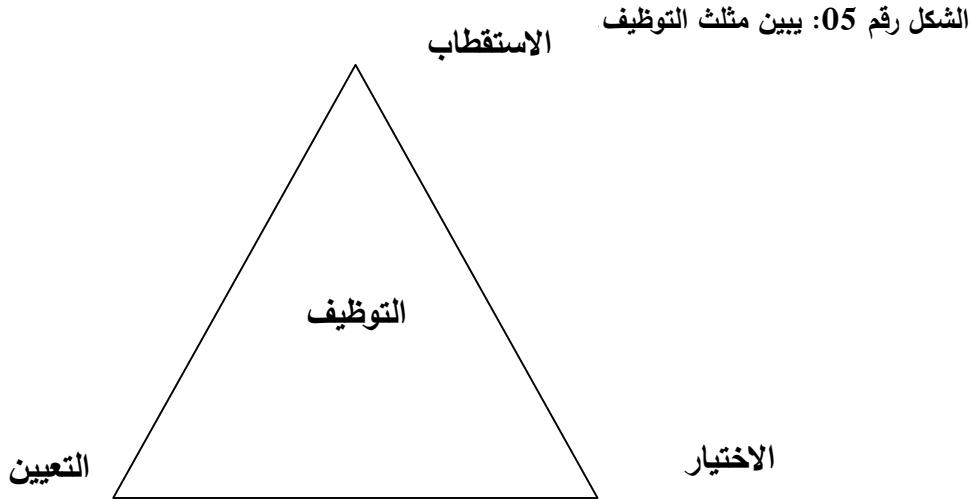 الشكل رقم 05: يبين مثلث التوظيف.
الاستقطاب
التوظيف
الاختيار
التعيين